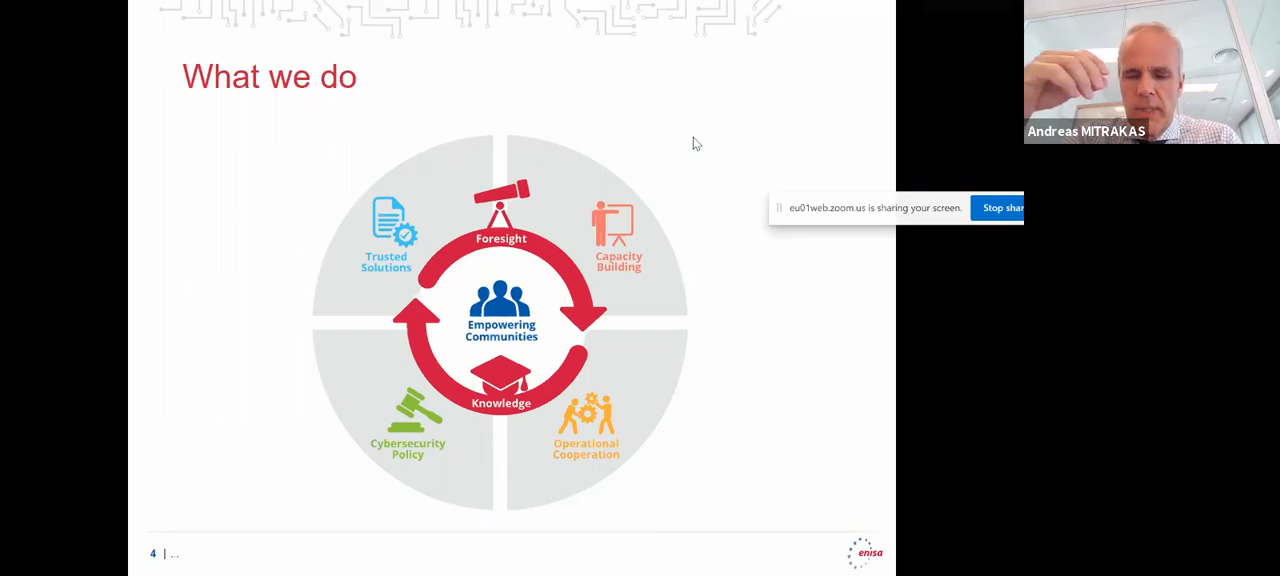 What we do
Andreas MITRAKAS
eu01web.zoom.us is sharing your screen.
Stop shar
Foresight
Trusted
Solutions
Capacity
Building
Empowering
Communities
Knowledge
Cybersecurity
Policy
Operational
Cooperation
4 | ...
enisa